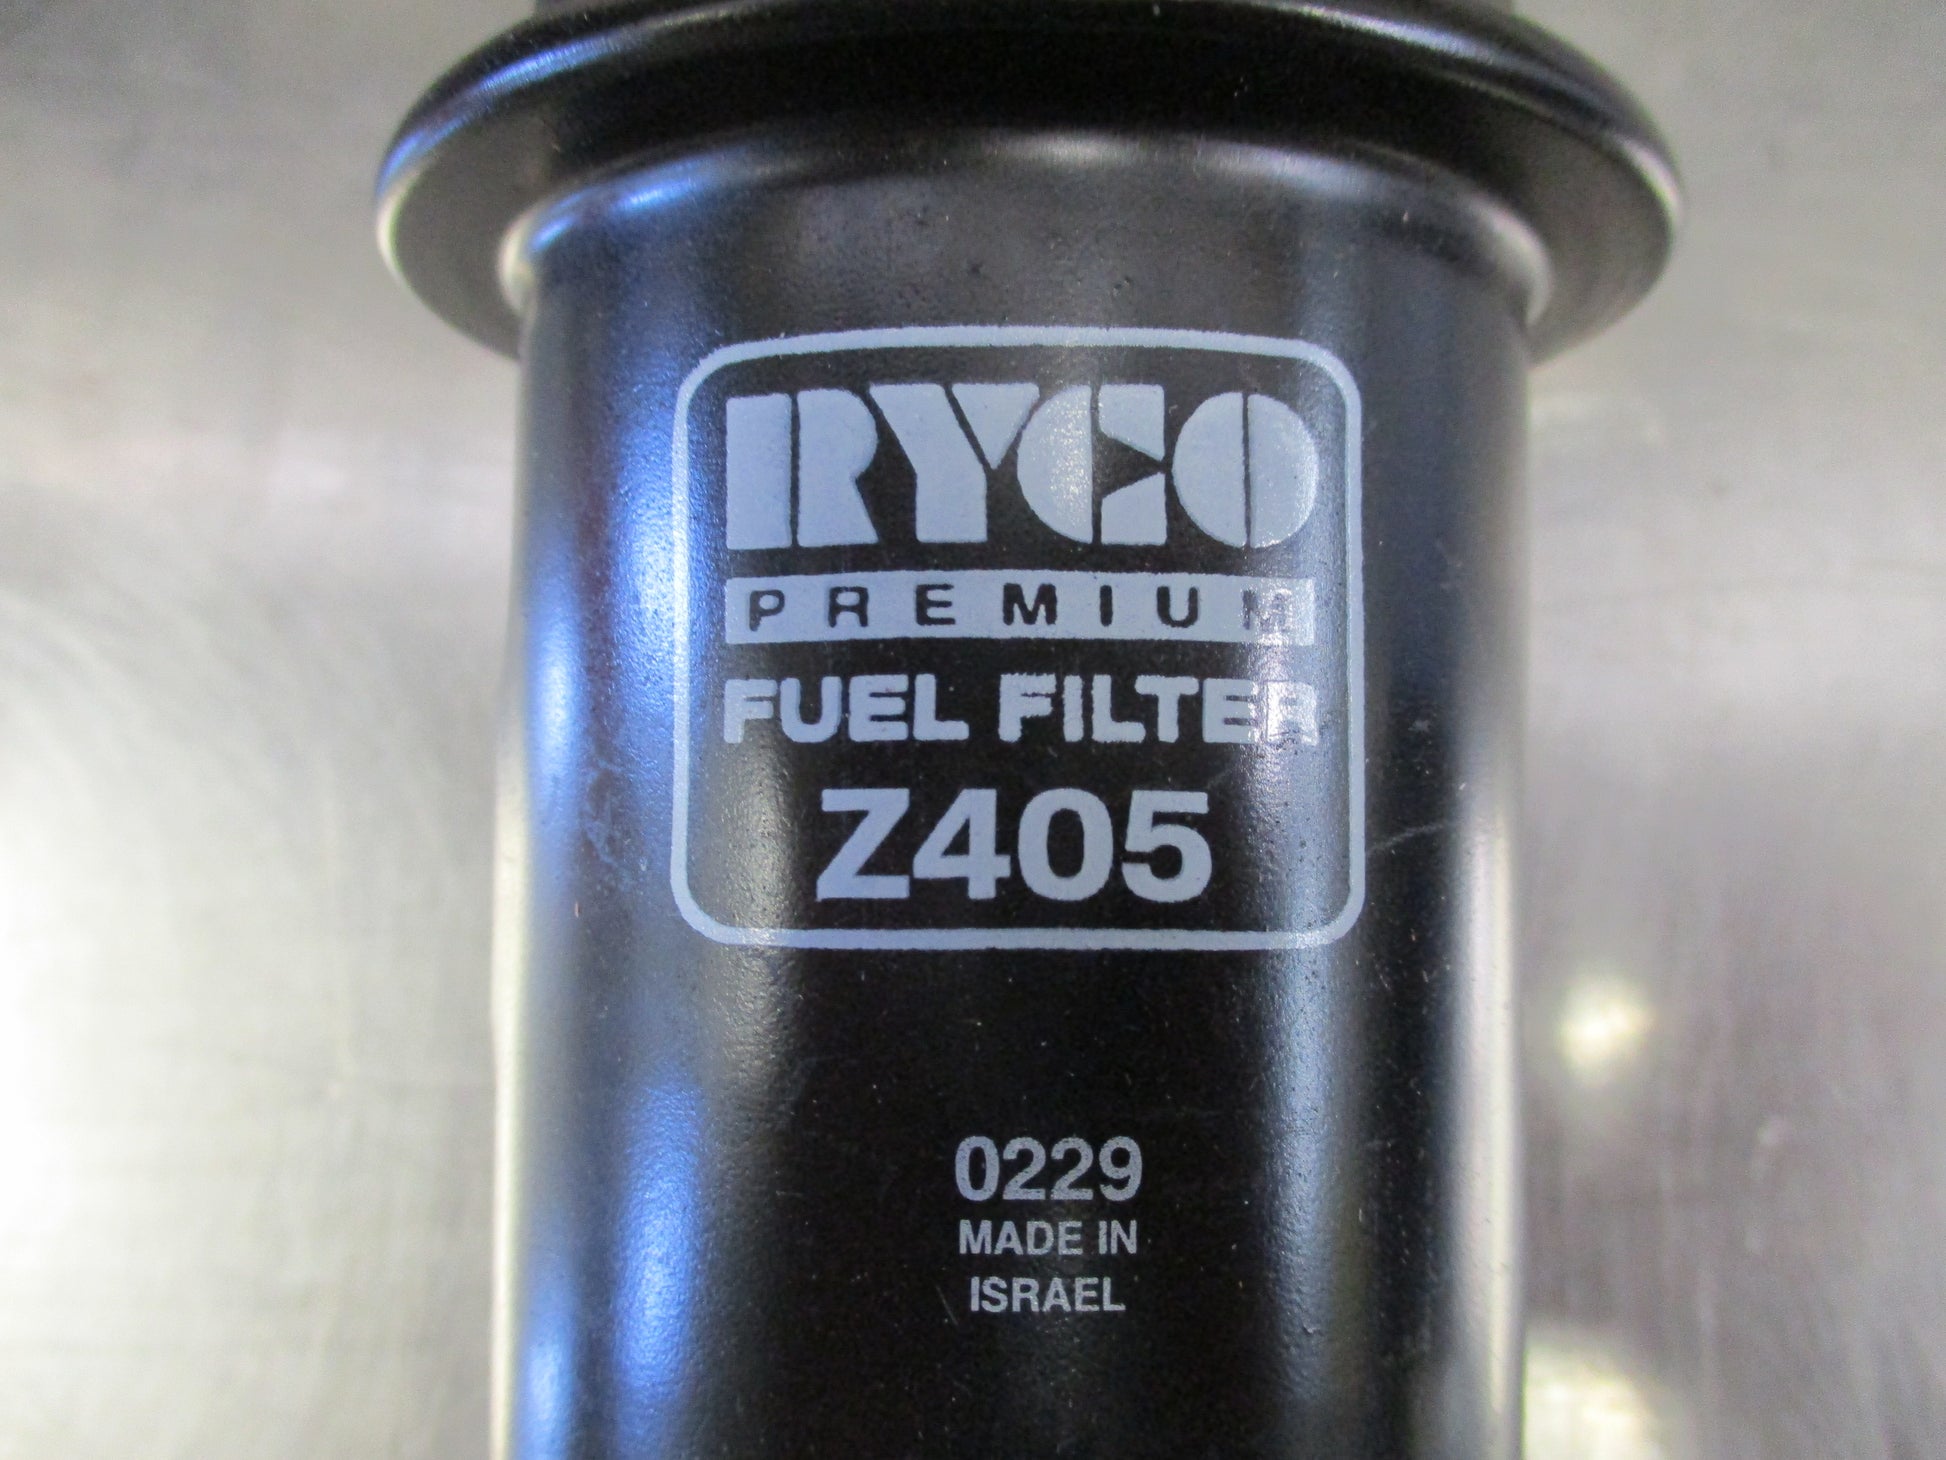 RYCO
PREMIUM
FUEL FILTER
Z405
0229
MADE IN
ISRAEL